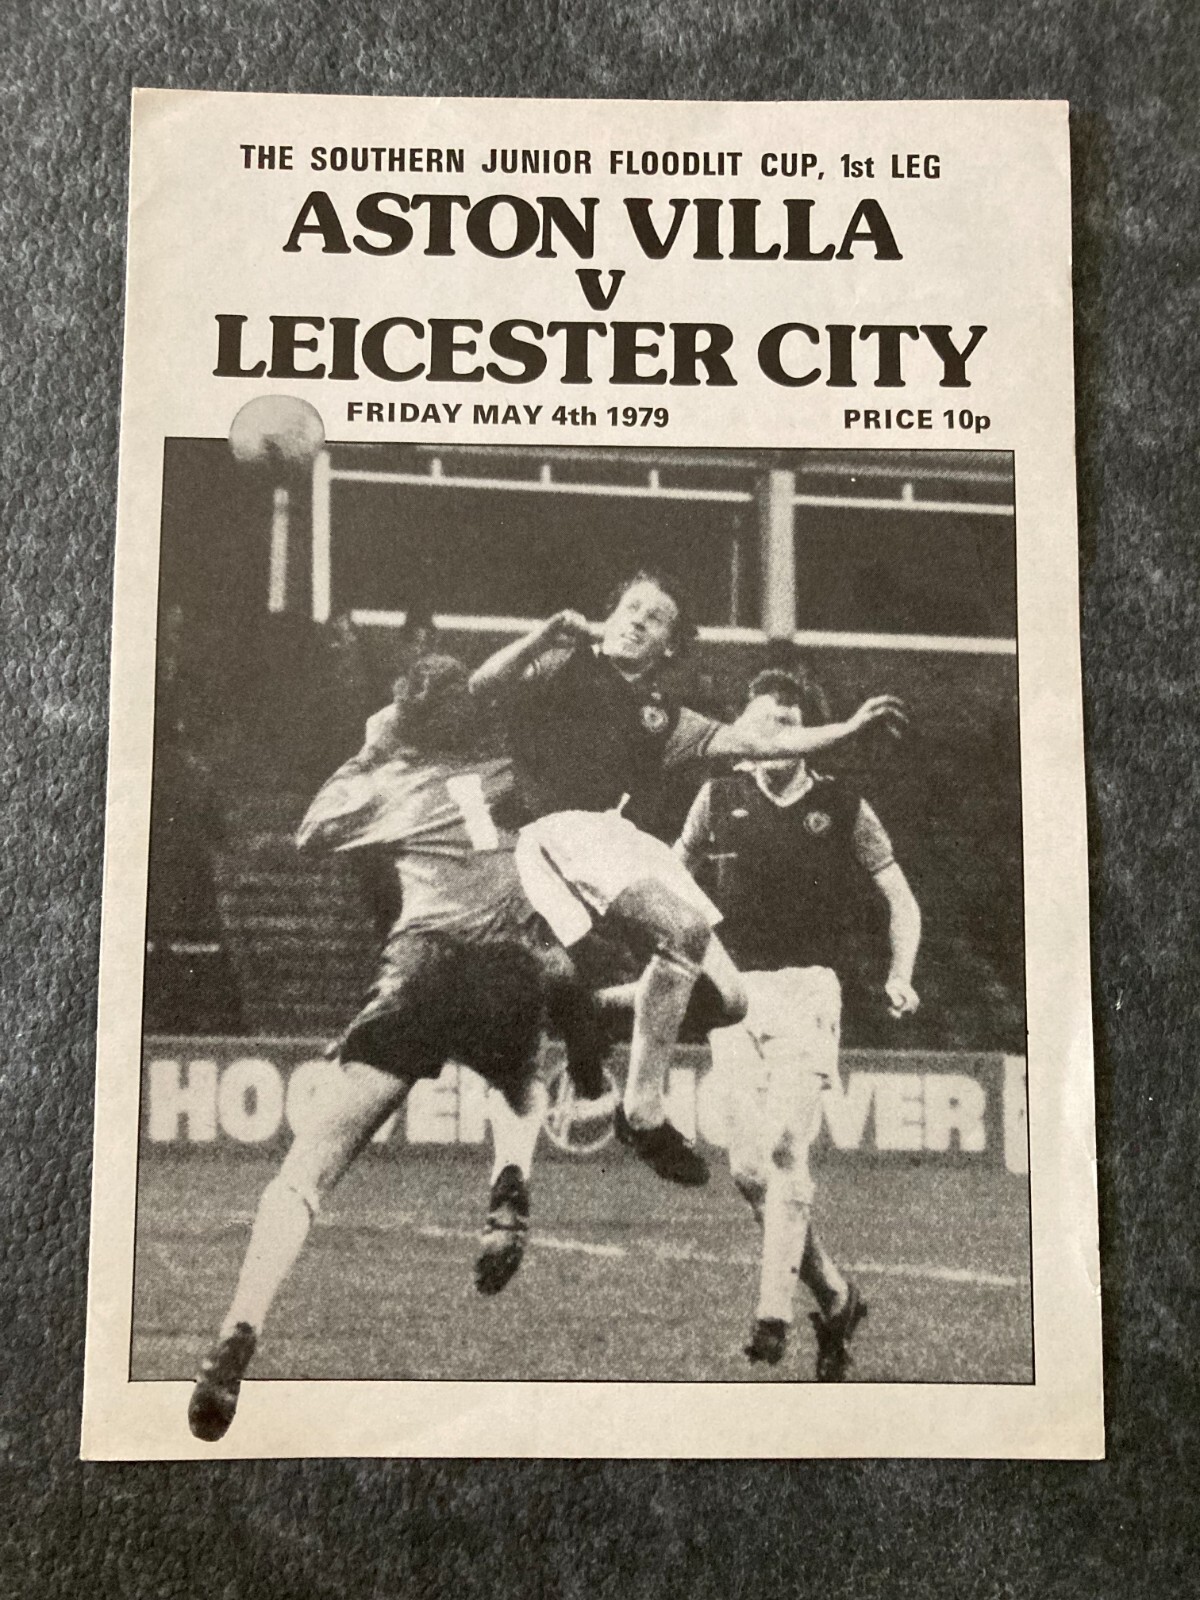 THE SOUTHERN JUNIOR FLOODLIT CUP, 1st LEG
ASTON VILLA
v
LEICESTER CITY
FRIDAY MAY 4th 1979 PRICE 10p
HOOVER HOOVER